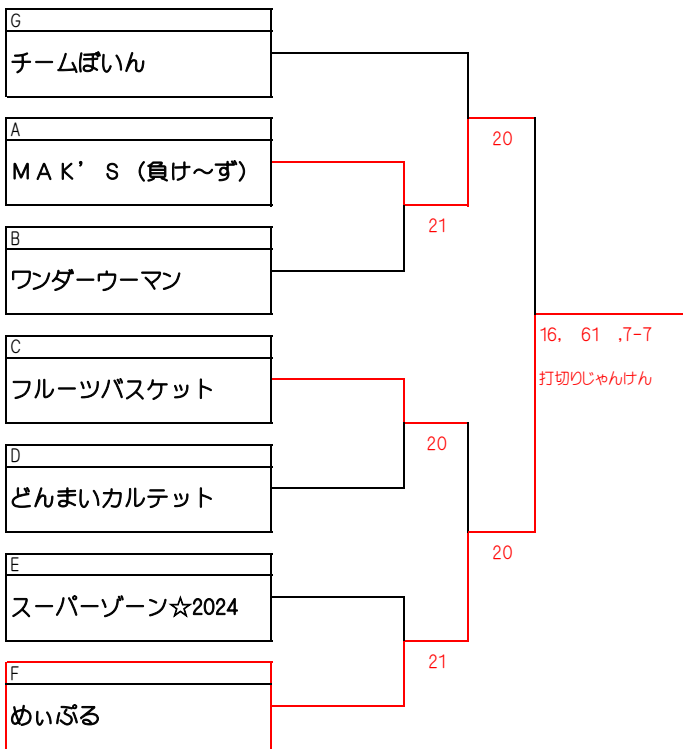 G
チームぽいん
A
ＭＡＫ’Ｓ（負け～ず）
B
ワンダーウーマン
C
フルーツバスケット
D
どんまいカルテット
E
スーパーゾーン☆2024
F
めぃぷる
20
21
16, 61 ,7-7
打切りじゃんけん
20
20
21